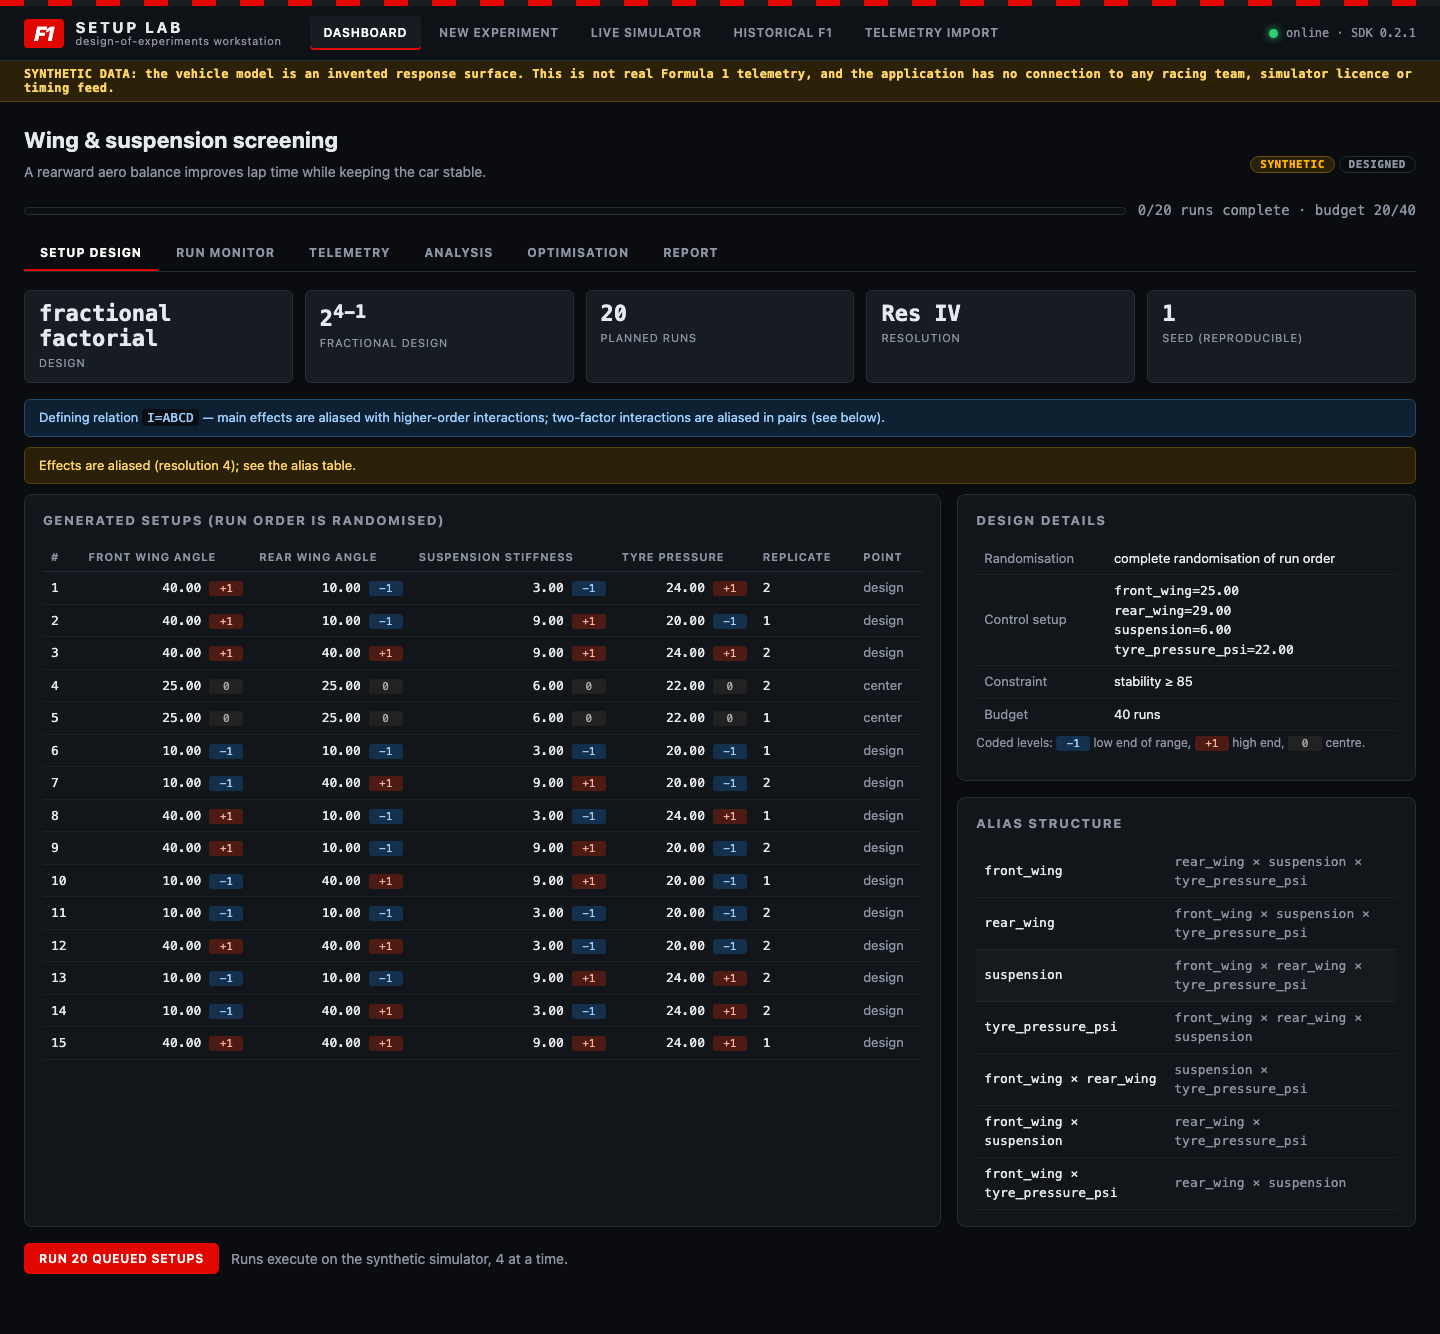 F1
SETUP LAB
design-of-experiments workstation
DASHBOARD
NEW EXPERIMENT
LIVE SIMULATOR
HISTORICAL F1
TELEMETRY IMPORT
online · SDK 0.2.1
SYNTHETIC DATA: the vehicle model is an invented response surface. This is not real Formula 1 telemetry, and the application has no connection to any racing team, simulator licence or
timing feed.
Wing & suspension screening
A rearward aero balance improves lap time while keeping the car stable.
SYNTHETIC DESIGNED
0/20 runs complete · budget 20/40
SETUP DESIGN
RUN MONITOR
TELEMETRY
ANALYSIS
OPTIMISATION
REPORT
fractional
factorial
DESIGN
2⁴⁻¹
FRACTIONAL DESIGN
20
PLANNED RUNS
Res IV
RESOLUTION
1
SEED (REPRODUCIBLE)
Defining relation I=ABCD — main effects are aliased with higher-order interactions; two-factor interactions are aliased in pairs (see below).
Effects are aliased (resolution 4); see the alias table.
GENERATED SETUPS (RUN ORDER IS RANDOMISED)
# FRONT WING ANGLE REAR WING ANGLE SUSPENSION STIFFNESS TYRE PRESSURE REPLICATE POINT
1 40.00 +1 10.00 −1 3.00 −1 24.00 +1 2 design
2 40.00 +1 10.00 −1 9.00 +1 20.00 −1 1 design
3 40.00 +1 40.00 +1 9.00 +1 24.00 +1 2 design
4 25.00 0 25.00 0 6.00 0 22.00 0 2 center
5 25.00 0 25.00 0 6.00 0 22.00 0 1 center
6 10.00 −1 10.00 −1 3.00 −1 20.00 −1 1 design
7 10.00 −1 40.00 +1 9.00 +1 20.00 −1 2 design
8 40.00 +1 10.00 −1 3.00 −1 24.00 +1 1 design
9 40.00 +1 10.00 −1 9.00 +1 20.00 −1 2 design
10 10.00 −1 40.00 +1 9.00 +1 20.00 −1 1 design
11 10.00 −1 10.00 −1 3.00 −1 20.00 −1 2 design
12 40.00 +1 40.00 +1 3.00 −1 20.00 −1 2 design
13 10.00 −1 10.00 −1 9.00 +1 24.00 +1 2 design
14 10.00 −1 40.00 +1 3.00 −1 24.00 +1 2 design
15 40.00 +1 40.00 +1 9.00 +1 24.00 +1 1 design
DESIGN DETAILS
Randomisation complete randomisation of run order
Control setup
front_wing=25.00
rear_wing=29.00
suspension=6.00
tyre_pressure_psi=22.00
Constraint stability ≥ 85
Budget 40 runs
Coded levels: −1 low end of range, +1 high end, 0 centre.
ALIAS STRUCTURE
front_wing
rear_wing × suspension ×
tyre_pressure_psi
rear_wing
front_wing × suspension ×
tyre_pressure_psi
suspension
front_wing × rear_wing ×
tyre_pressure_psi
tyre_pressure_psi
front_wing × rear_wing ×
suspension
front_wing × rear_wing
suspension ×
tyre_pressure_psi
front_wing ×
suspension
rear_wing ×
tyre_pressure_psi
front_wing ×
tyre_pressure_psi
rear_wing × suspension
RUN 20 QUEUED SETUPS
Runs execute on the synthetic simulator, 4 at a time.